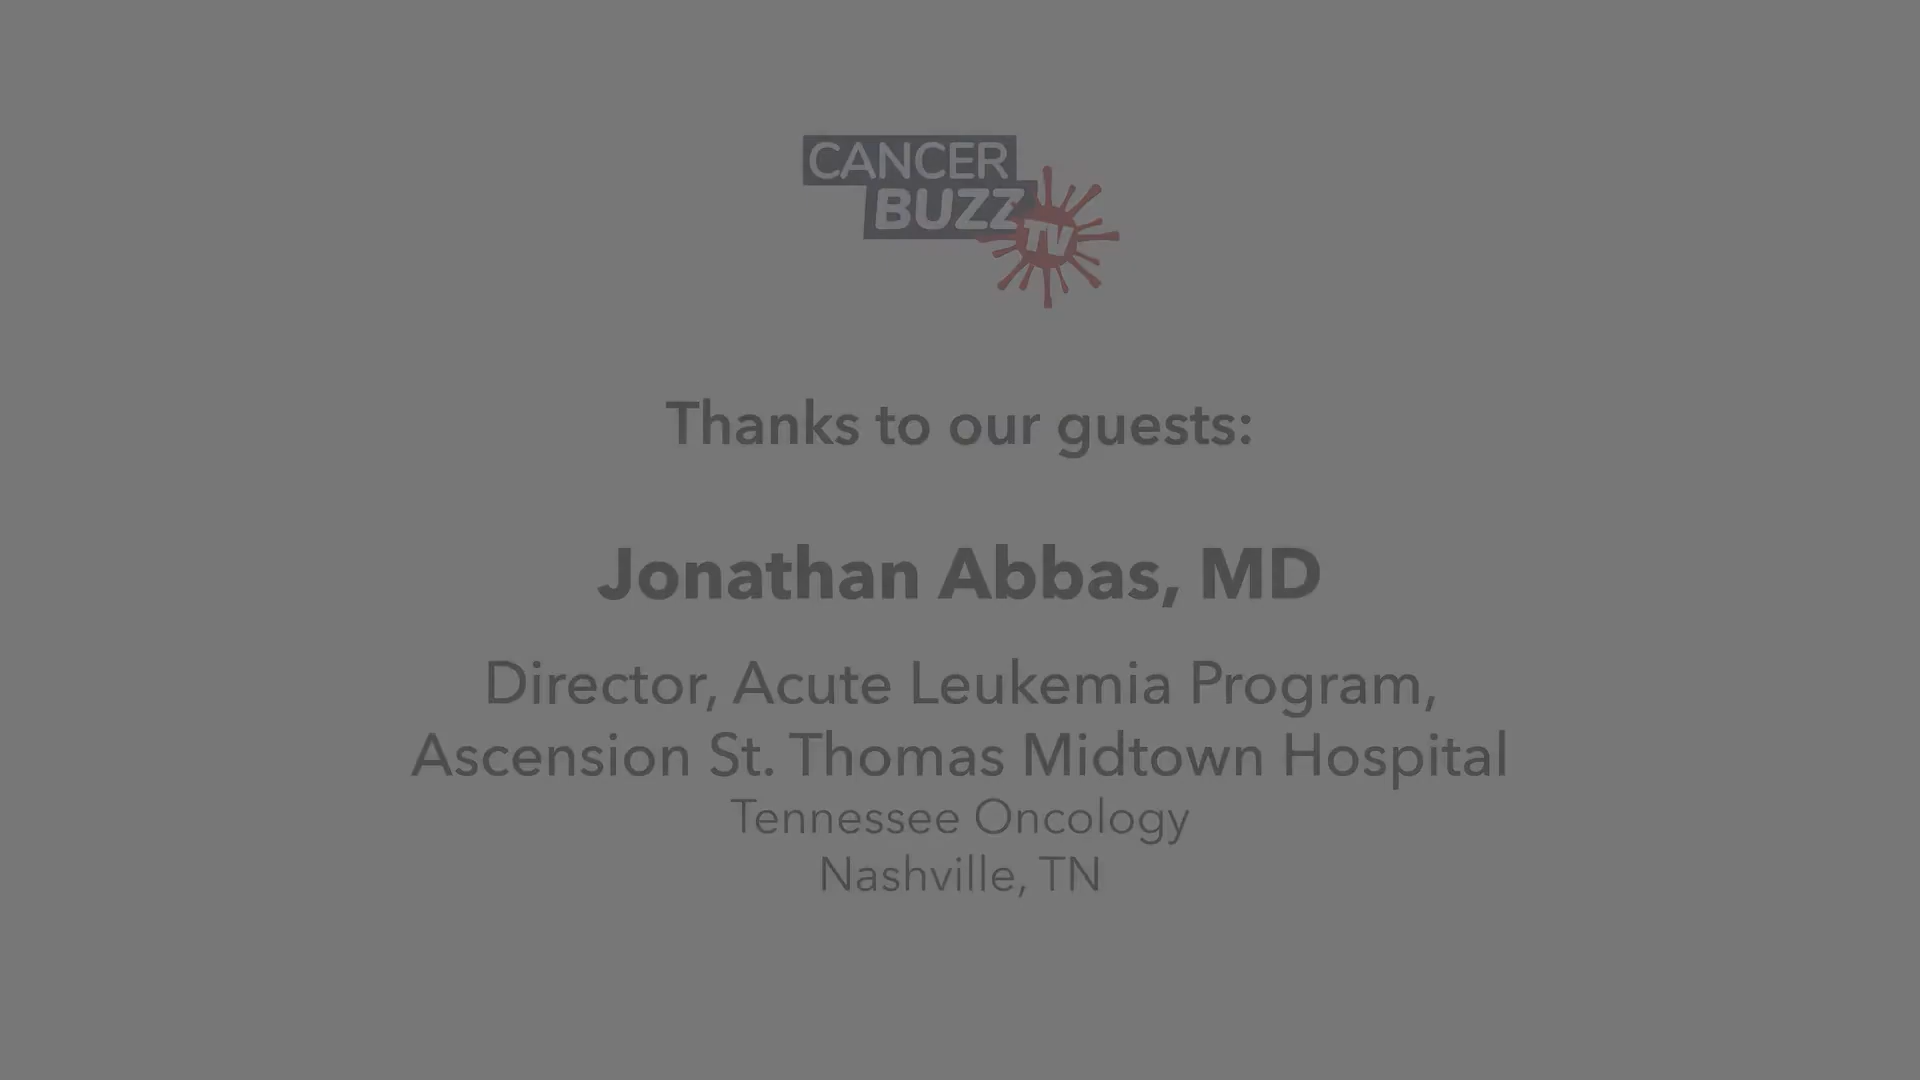 CANCER
BUZZ
TV
Thanks to our guests:
Jonathan Abbas, MD
Director, Acute Leukemia Program,
Ascension St. Thomas Midtown Hospital
Tennessee Oncology
Nashville, TN